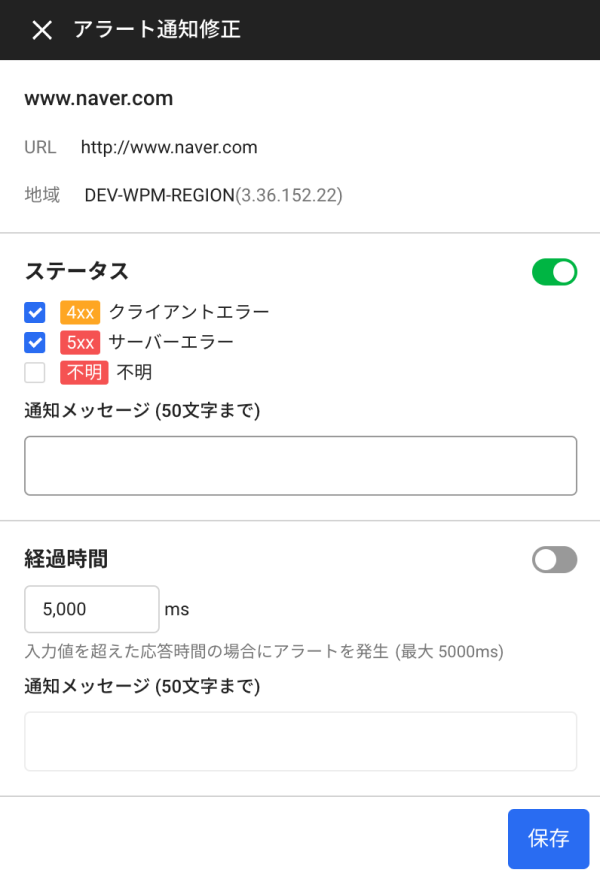 アラート通知修正
www.naver.com
URL http://www.naver.com
地域 DEV-WPM-REGION(3.36.152.22)
ステータス
4xx クライアントエラー
5xx サーバーエラー
不明 不明
通知メッセージ (50文字まで)
経過時間
5,000 ms
入力値を超えた応答時間の場合にアラートを発生 (最大 5000ms)
通知メッセージ (50文字まで)
保存